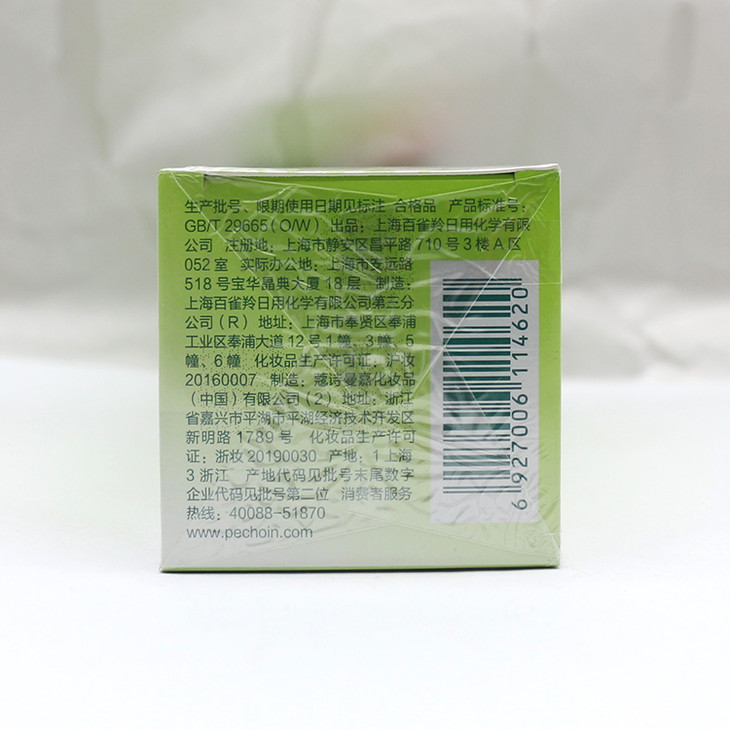 生产批号、限期使用日期见标注 合格品 产品标准号：
GB/T 29665（O/W）出品：上海百雀羚日用化学有限
公司 注册地：上海市静安区昌平路 710 号 3 楼 A 区
052 室 实际办公地：上海市安远路
518 号宝华晶典大厦 18 层 制造：
上海百雀羚日用化学有限公司第三分
公司（R） 地址：上海市奉贤区奉浦
工业区奉浦大道 12 号 1 幢、3 幢、5
幢、6 幢 化妆品生产许可证：沪妆
20160007 制造：蔻诗曼嘉化妆品
（中国）有限公司（2） 地址：浙江
省嘉兴市平湖市平湖经济技术开发区
新明路 1789 号 化妆品生产许可
证：浙妆 20190030 产地：1 上海
3 浙江 产地代码见批号末尾数字
企业代码见批号第二位 消费者服务
热线：40088-51870
www.pechoin.com
6 927006 114620